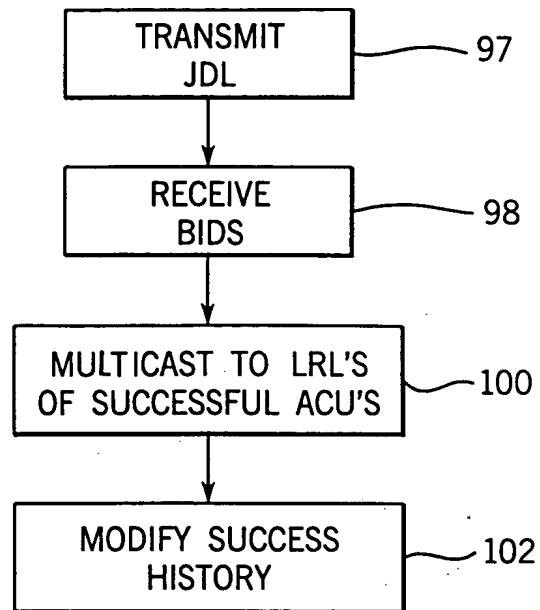 TRANSMIT
JDL
97
RECEIVE
BIDS
98
MULTICAST TO LRL'S
OF SUCCESSFUL ACU'S
100
MODIFY SUCCESS
HISTORY
102